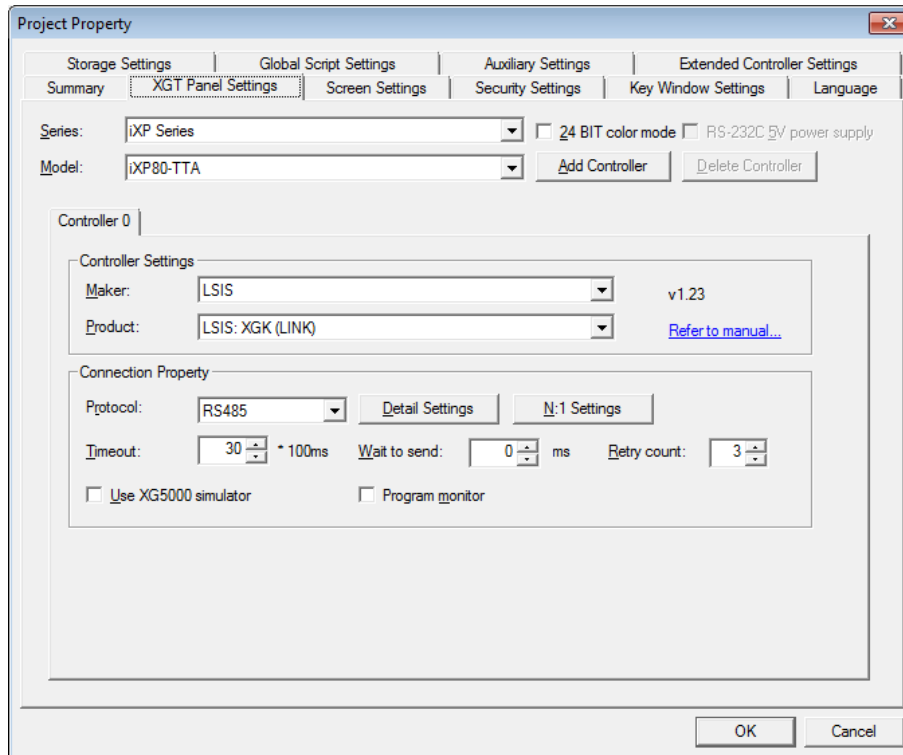 Project Property
Storage Settings Global Script Settings Auxiliary Settings Extended Controller Settings
Summary XGT Panel Settings Screen Settings Security Settings Key Window Settings Language
Series: iXP Series 24 BIT color mode RS-232C 5V power supply
Model: iXP80-TTA Add Controller Delete Controller
Controller 0
Controller Settings
Maker: LSIS v1.23
Product: LSIS: XGK (LINK) Refer to manual...
Connection Property
Protocol: RS485 Detail Settings N:1 Settings
Timeout: 30 * 100ms Wait to send: 0 ms Retry count: 3
Use XG5000 simulator Program monitor
OK Cancel